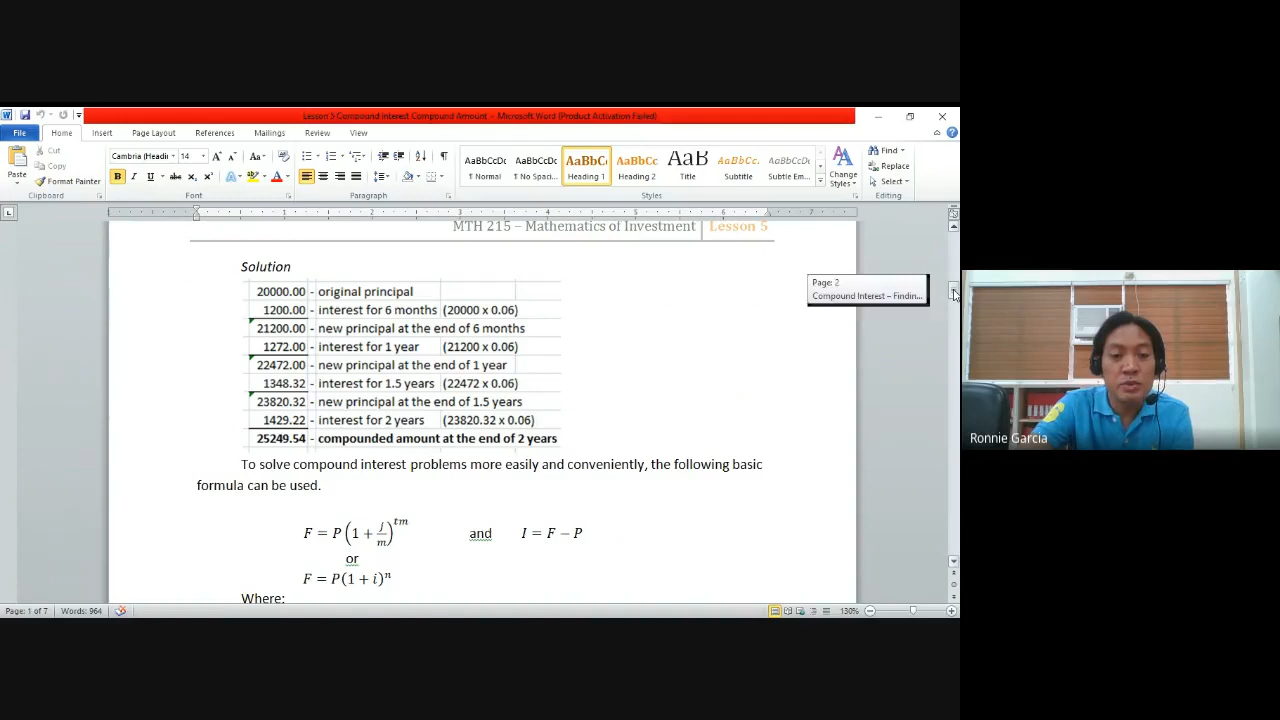 Lesson 5 Compound Interest Compound Amount - Microsoft Word (Product Activation Failed)
File Home Insert Page Layout References Mailings Review View
Cut
Copy
Format Painter
Paste
Clipboard
Cambria (Headin 14
Font
Paragraph
AaBbCcDc AaBbCcDc AaBbC AaBbCc AaBb AaBbCc. AaBbCcDc
¶ Normal ¶ No Spaci... Heading 1 Heading 2 Title Subtitle Subtle Em...
Change
Styles
Styles
Find
Replace
Select
Editing
MTH 215 – Mathematics of Investment Lesson 5
Page: 2
Compound Interest – Findin...
Solution
20000.00 - original principal
1200.00 - interest for 6 months (20000 x 0.06)
21200.00 - new principal at the end of 6 months
1272.00 - interest for 1 year (21200 x 0.06)
22472.00 - new principal at the end of 1 year
1348.32 - interest for 1.5 years (22472 x 0.06)
23820.32 - new principal at the end of 1.5 years
1429.22 - interest for 2 years (23820.32 x 0.06)
25249.54 - compounded amount at the end of 2 years
To solve compound interest problems more easily and conveniently, the following basic
formula can be used.
F = P(1 + j/m)^tm and I = F − P
or
F = P(1 + i)^n
Where:
Page: 1 of 7 Words: 964 130%
Ronnie Garcia